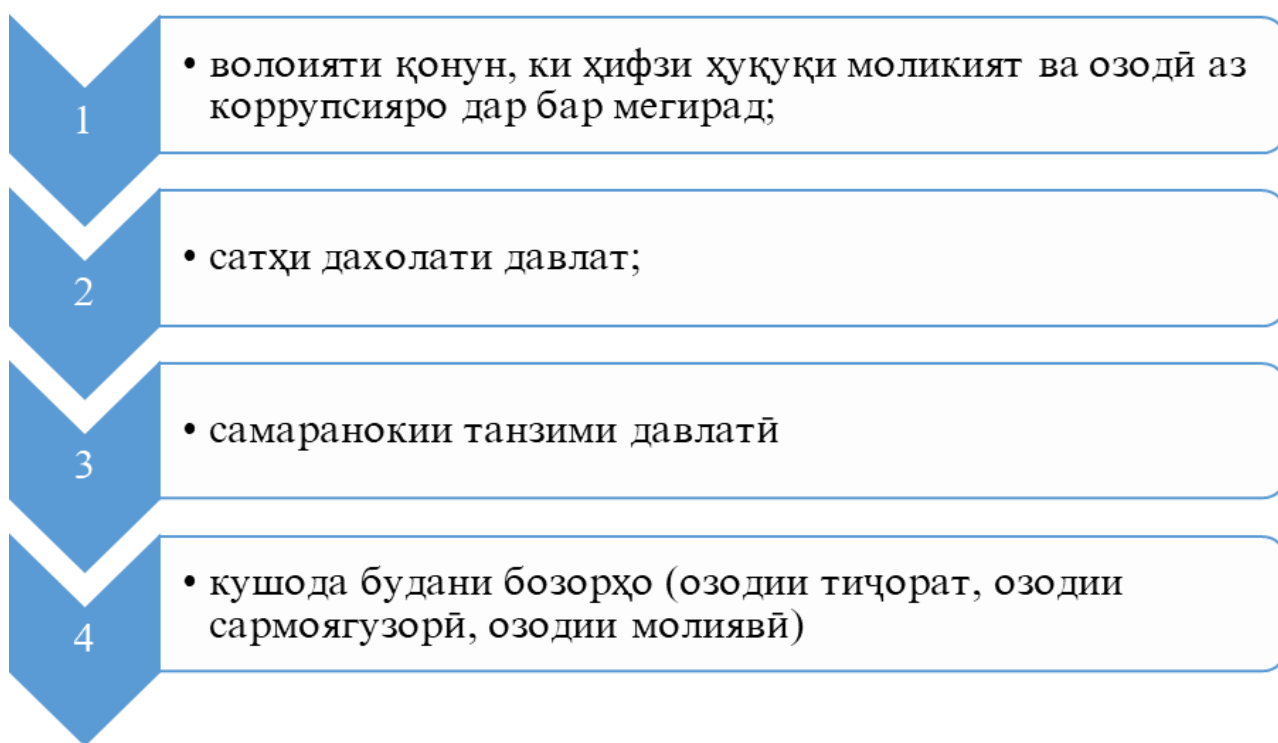 1
• волоияти қонун, ки ҳифзи ҳуқуқи моликият ва озодӣ аз
коррупсияро дар бар мегирад;
2
• сатҳи дахолати давлат;
3
• самаранокии танзими давлатӣ
4
• кушода будани бозорҳо (озодии тиҷорат, озодии
сармоягузорӣ, озодии молиявӣ)